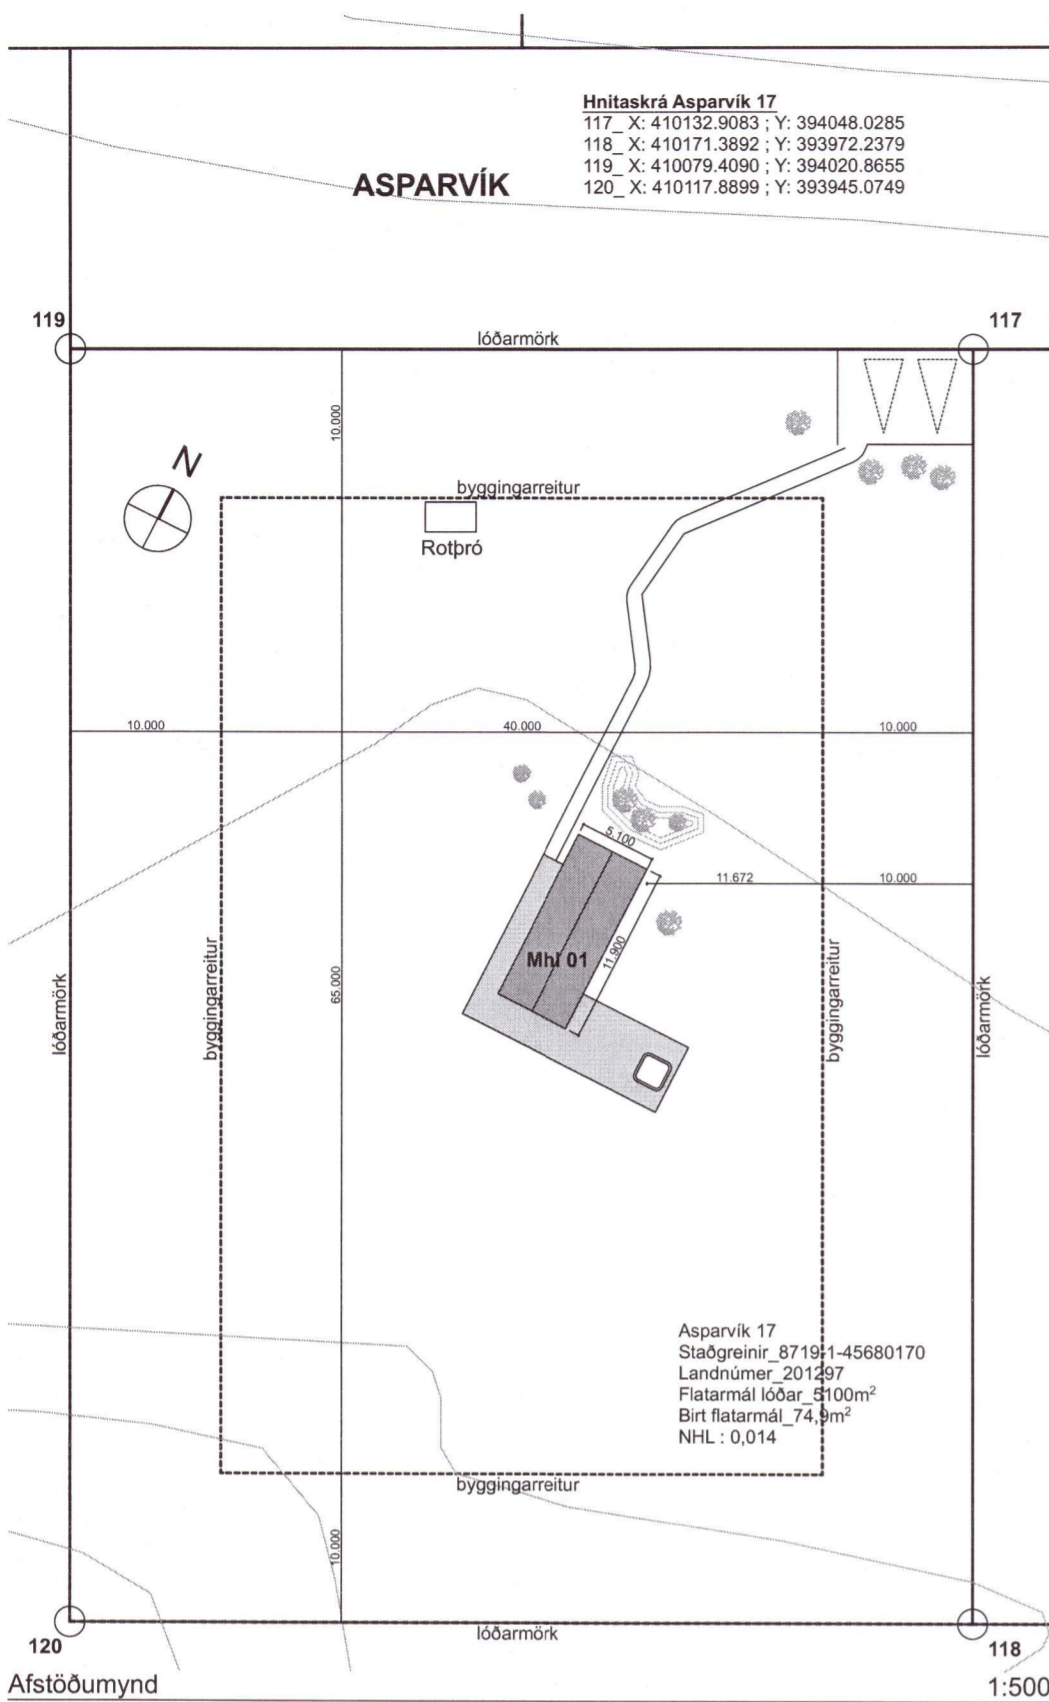 Hnitaskrá Asparvík 17
117_ X: 410132.9083 ; Y: 394048.0285
118_ X: 410171.3892 ; Y: 393972.2379
119_ X: 410079.4090 ; Y: 394020.8655
120_ X: 410117.8899 ; Y: 393945.0749
ASPARVÍK
119
117
lóðarmörk
10.000
N
byggingarreitur
Rotþró
10.000
40.000
10.000
5.100
11.672
10.000
Mhl 01
11.900
lóðarmörk
byggingarreitur
65.000
byggingarreitur
lóðarmörk
Asparvík 17
Staðgreinir_8719-1-45680170
Landnúmer_201297
Flatarmál lóðar_5100m²
Birt flatarmál_74,9m²
NHL : 0,014
byggingarreitur
10.000
lóðarmörk
120
118
Afstöðumynd
1:500